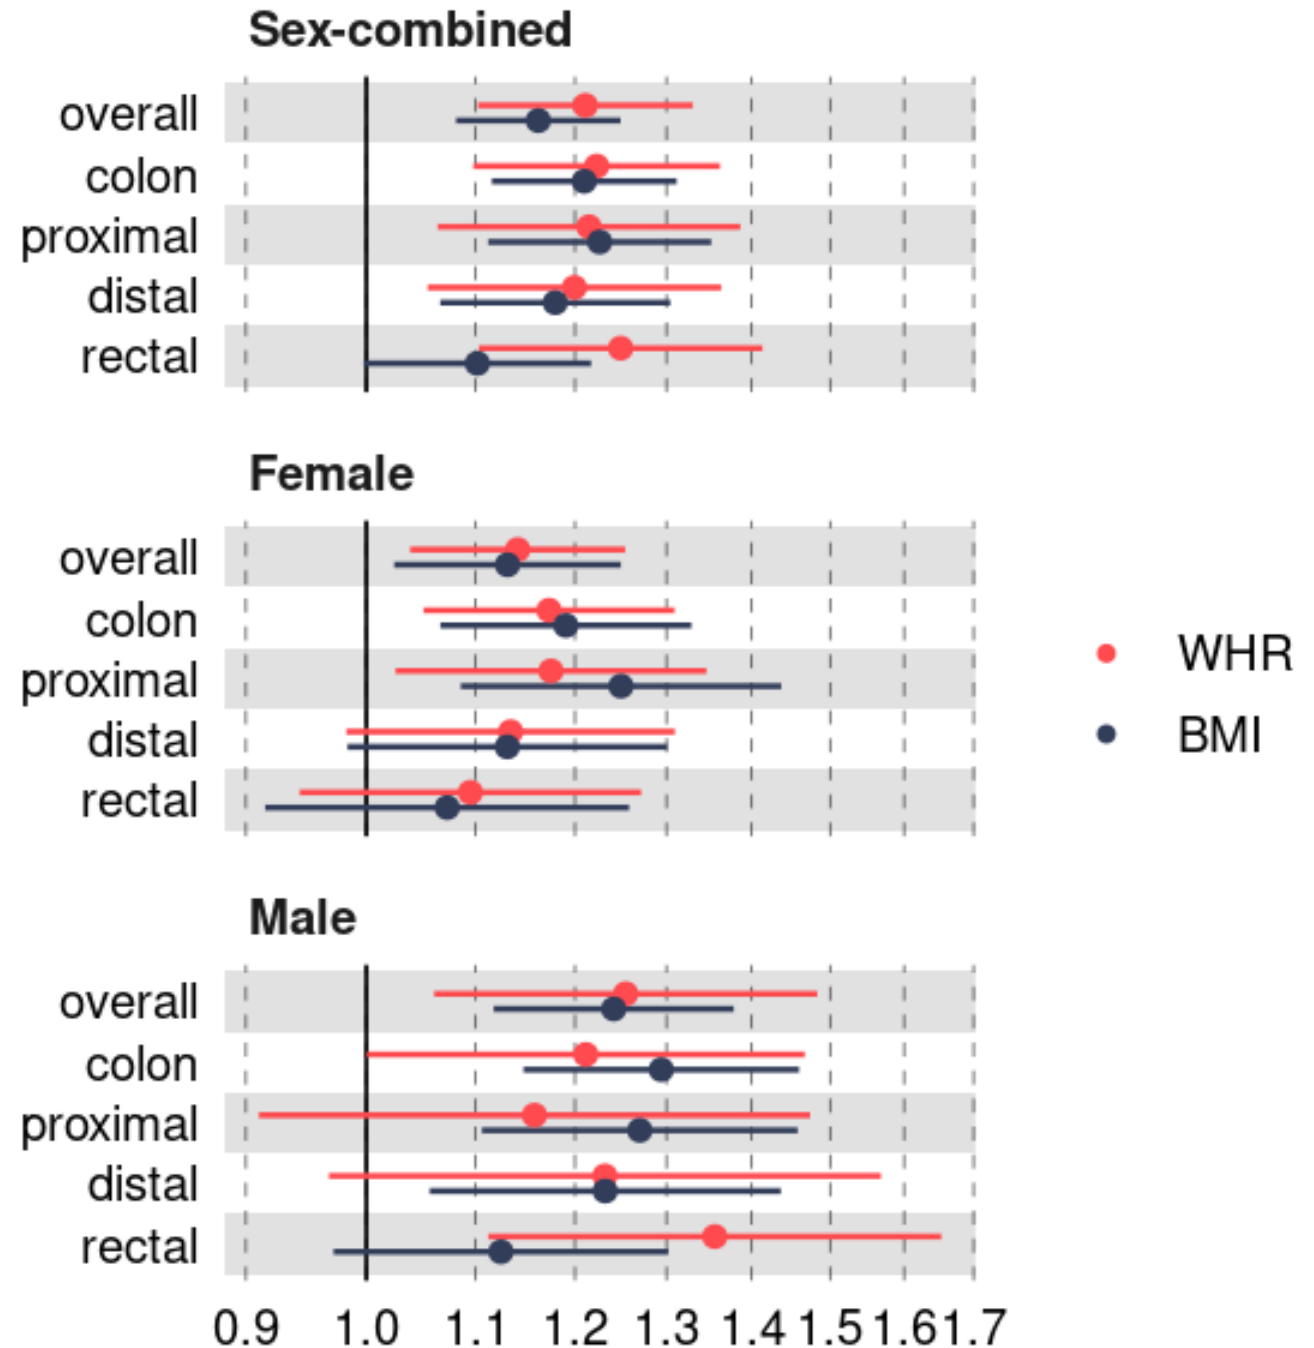 Sex-combined
overall
colon
proximal
distal
rectal
Female
overall
colon
proximal
distal
rectal
WHR
BMI
Male
overall
colon
proximal
distal
rectal
0.9 1.0 1.1 1.2 1.3 1.4 1.5 1.6 1.7